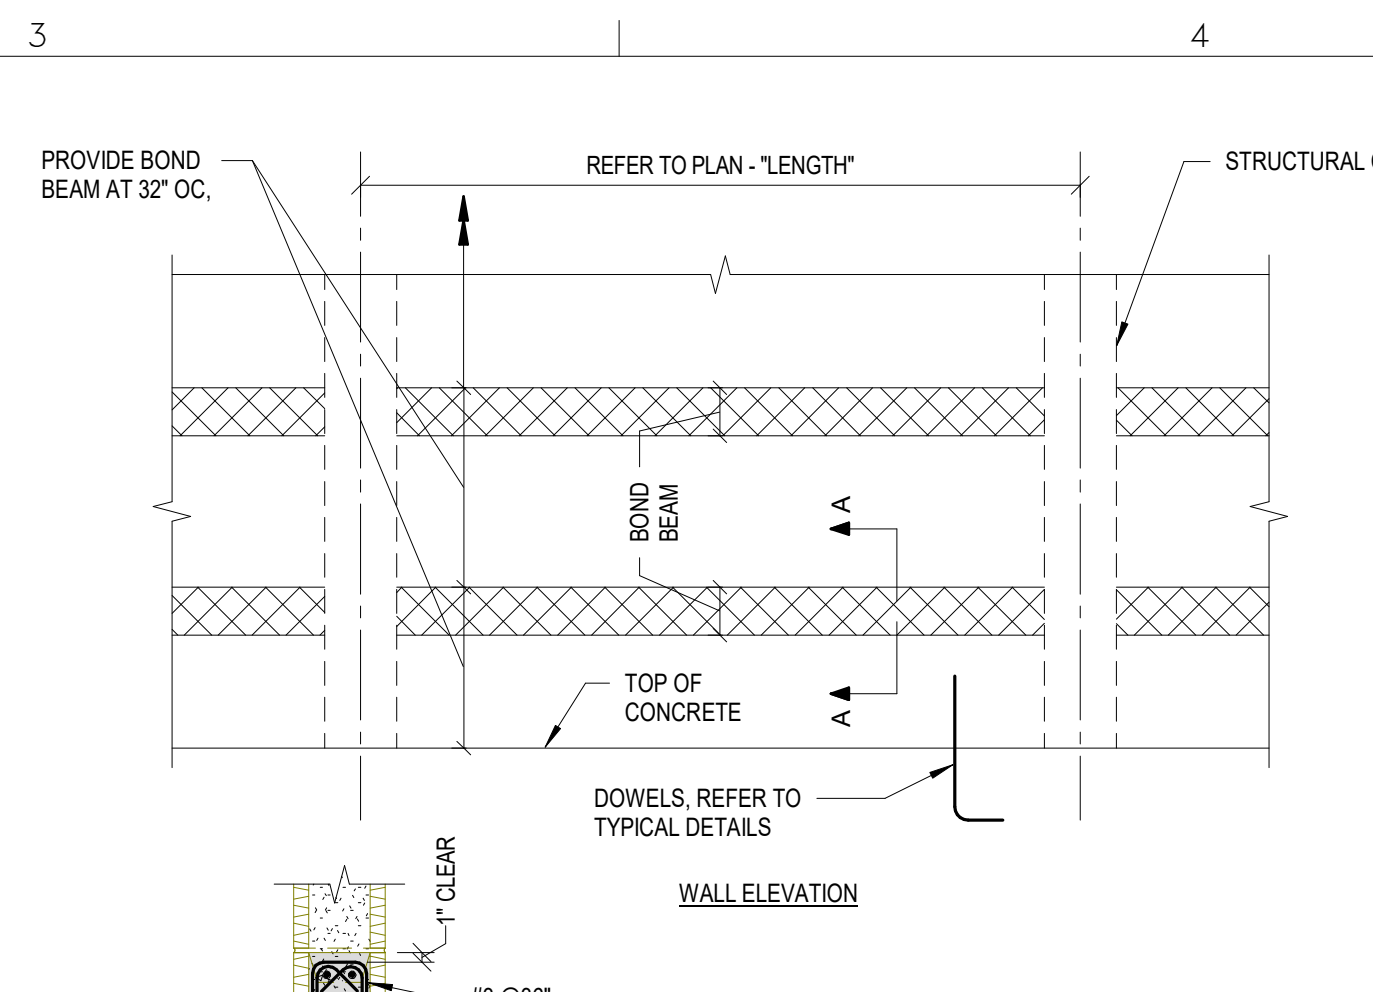 3
4
PROVIDE BOND
BEAM AT 32" OC,
REFER TO PLAN - "LENGTH"
STRUCTURAL
BOND
BEAM
A
A
TOP OF
CONCRETE
DOWELS, REFER TO
TYPICAL DETAILS
1" CLEAR
WALL ELEVATION